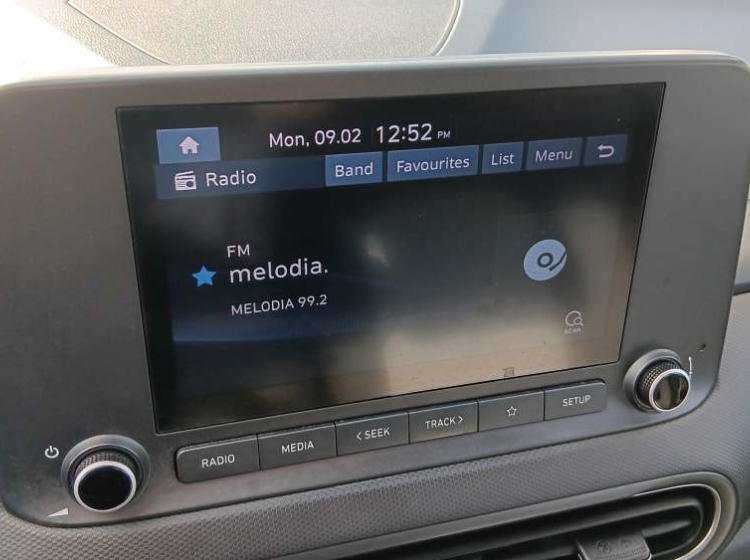 Mon, 09.02 12:52 PM
Radio Band Favourites List Menu
FM
melodia.
MELODIA 99.2
SCAN
RADIO MEDIA < SEEK TRACK > SETUP